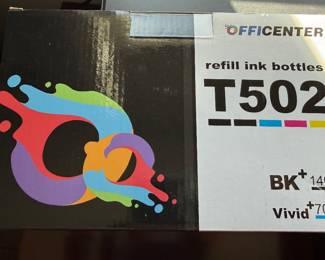 OFFICENTER
refill ink bottles
T502
BK+
Vivid+